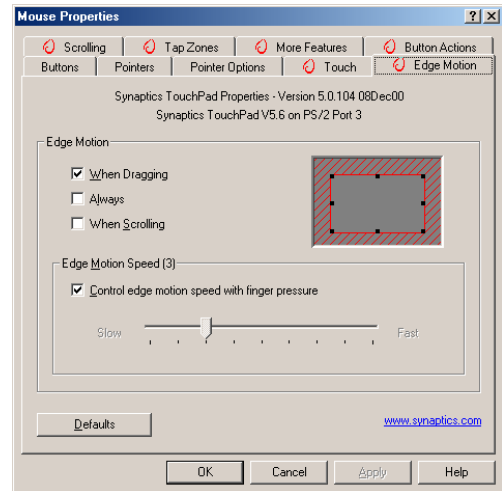 Mouse Properties
Scrolling Tap Zones More Features Button Actions
Buttons Pointers Pointer Options Touch Edge Motion
Synaptics TouchPad Properties - Version 5.0.104 08Dec00
Synaptics TouchPad V5.6 on PS/2 Port 3
Edge Motion
When Dragging
Always
When Scrolling
Edge Motion Speed (3)
Control edge motion speed with finger pressure
Slow Fast
Defaults www.synaptics.com
OK Cancel Apply Help